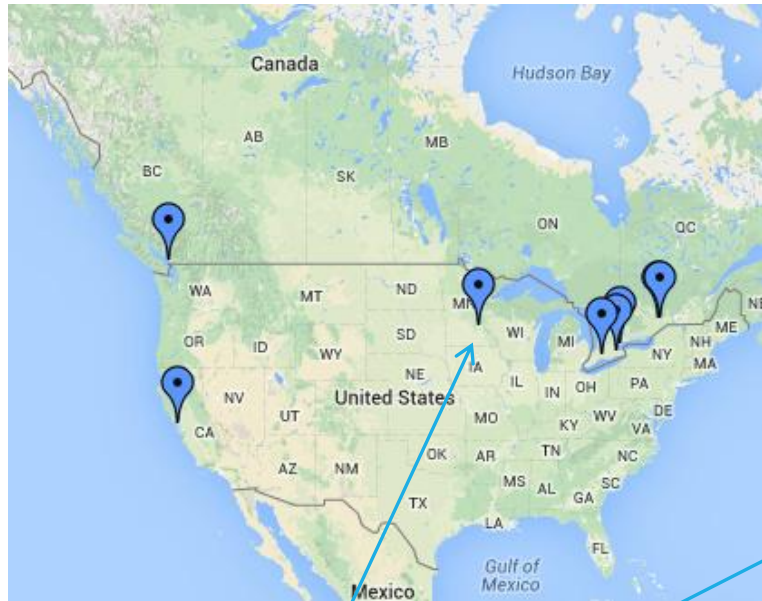 Canada
Hudson Bay
AB
MB
BC
SK
ON
QC
WA
MT
ND
MN
OR
ID
WY
SD
WI
MI
NY
NH
ME
MA
NE
IA
IL
IN
OH
PA
NV
UT
United States
MO
KY
WV
VA
DE
CA
AZ
NM
OK
AR
TN
NC
SC
TX
MS
AL
GA
LA
FL
Gulf of
Mexico
Mexico